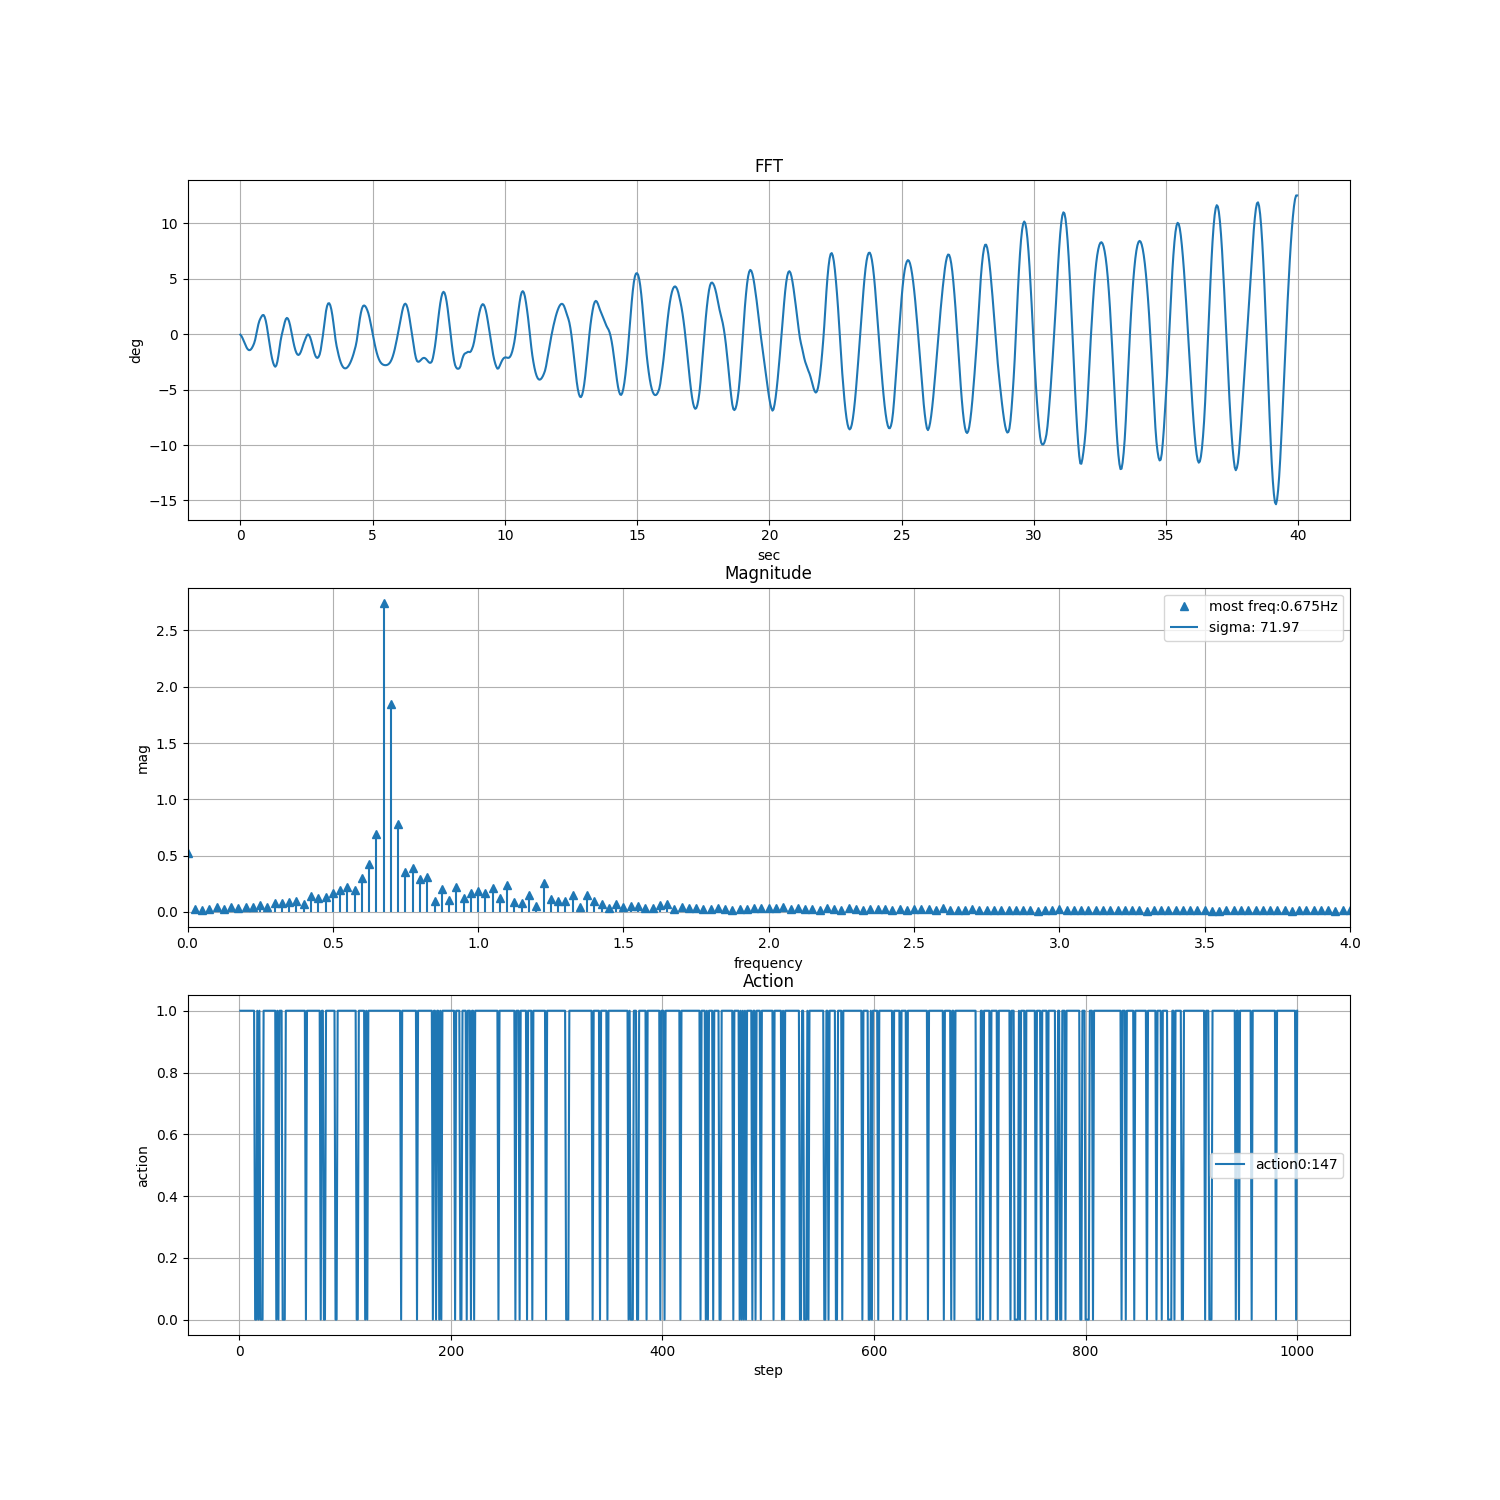 FFT
10
5
0
−5
−10
−15
deg
0 5 10 15 20 25 30 35 40
sec
Magnitude
most freq:0.675Hz
sigma: 71.97
2.5
2.0
1.5
1.0
0.5
0.0
mag
0.0 0.5 1.0 1.5 2.0 2.5 3.0 3.5 4.0
frequency
Action
1.0
0.8
0.6
0.4
0.2
0.0
action
action0:147
0 200 400 600 800 1000
step